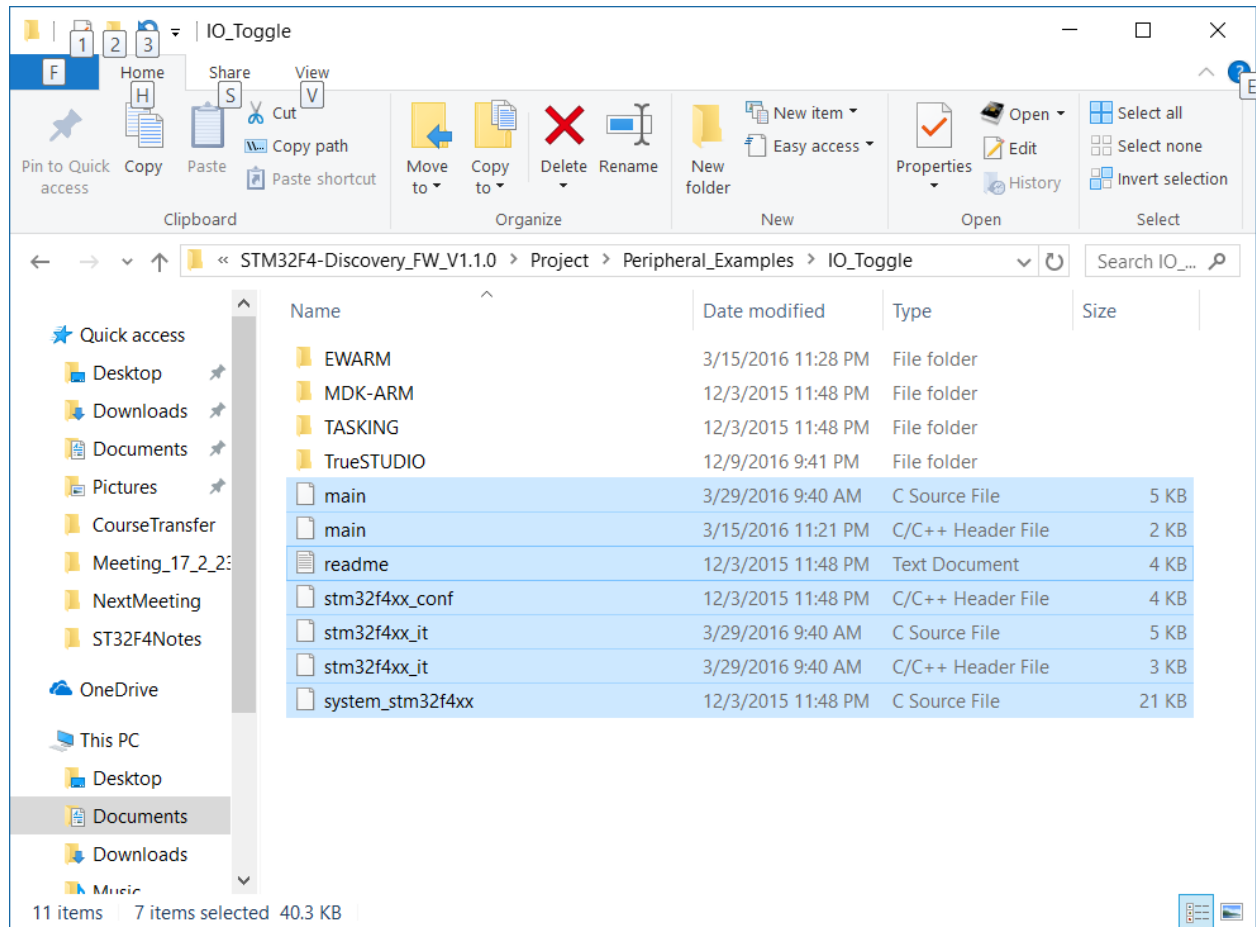 IO_Toggle
1 2 3
F Home Share View
H S V E
Pin to Quick access
Copy
Paste
Cut
Copy path
Paste shortcut
Move to
Copy to
Delete
Rename
New folder
New item
Easy access
Properties
Open
Edit
History
Select all
Select none
Invert selection
Clipboard Organize New Open Select
« STM32F4-Discovery_FW_V1.1.0 > Project > Peripheral_Examples > IO_Toggle
Search IO_...
Quick access
Desktop
Downloads
Documents
Pictures
CourseTransfer
Meeting_17_2_23
NextMeeting
ST32F4Notes
OneDrive
This PC
Desktop
Documents
Downloads
Music
Name Date modified Type Size
EWARM 3/15/2016 11:28 PM File folder
MDK-ARM 12/3/2015 11:48 PM File folder
TASKING 12/3/2015 11:48 PM File folder
TrueSTUDIO 12/9/2016 9:41 PM File folder
main 3/29/2016 9:40 AM C Source File 5 KB
main 3/15/2016 11:21 PM C/C++ Header File 2 KB
readme 12/3/2015 11:48 PM Text Document 4 KB
stm32f4xx_conf 12/3/2015 11:48 PM C/C++ Header File 4 KB
stm32f4xx_it 3/29/2016 9:40 AM C Source File 5 KB
stm32f4xx_it 3/29/2016 9:40 AM C/C++ Header File 3 KB
system_stm32f4xx 12/3/2015 11:48 PM C Source File 21 KB
11 items 7 items selected 40.3 KB